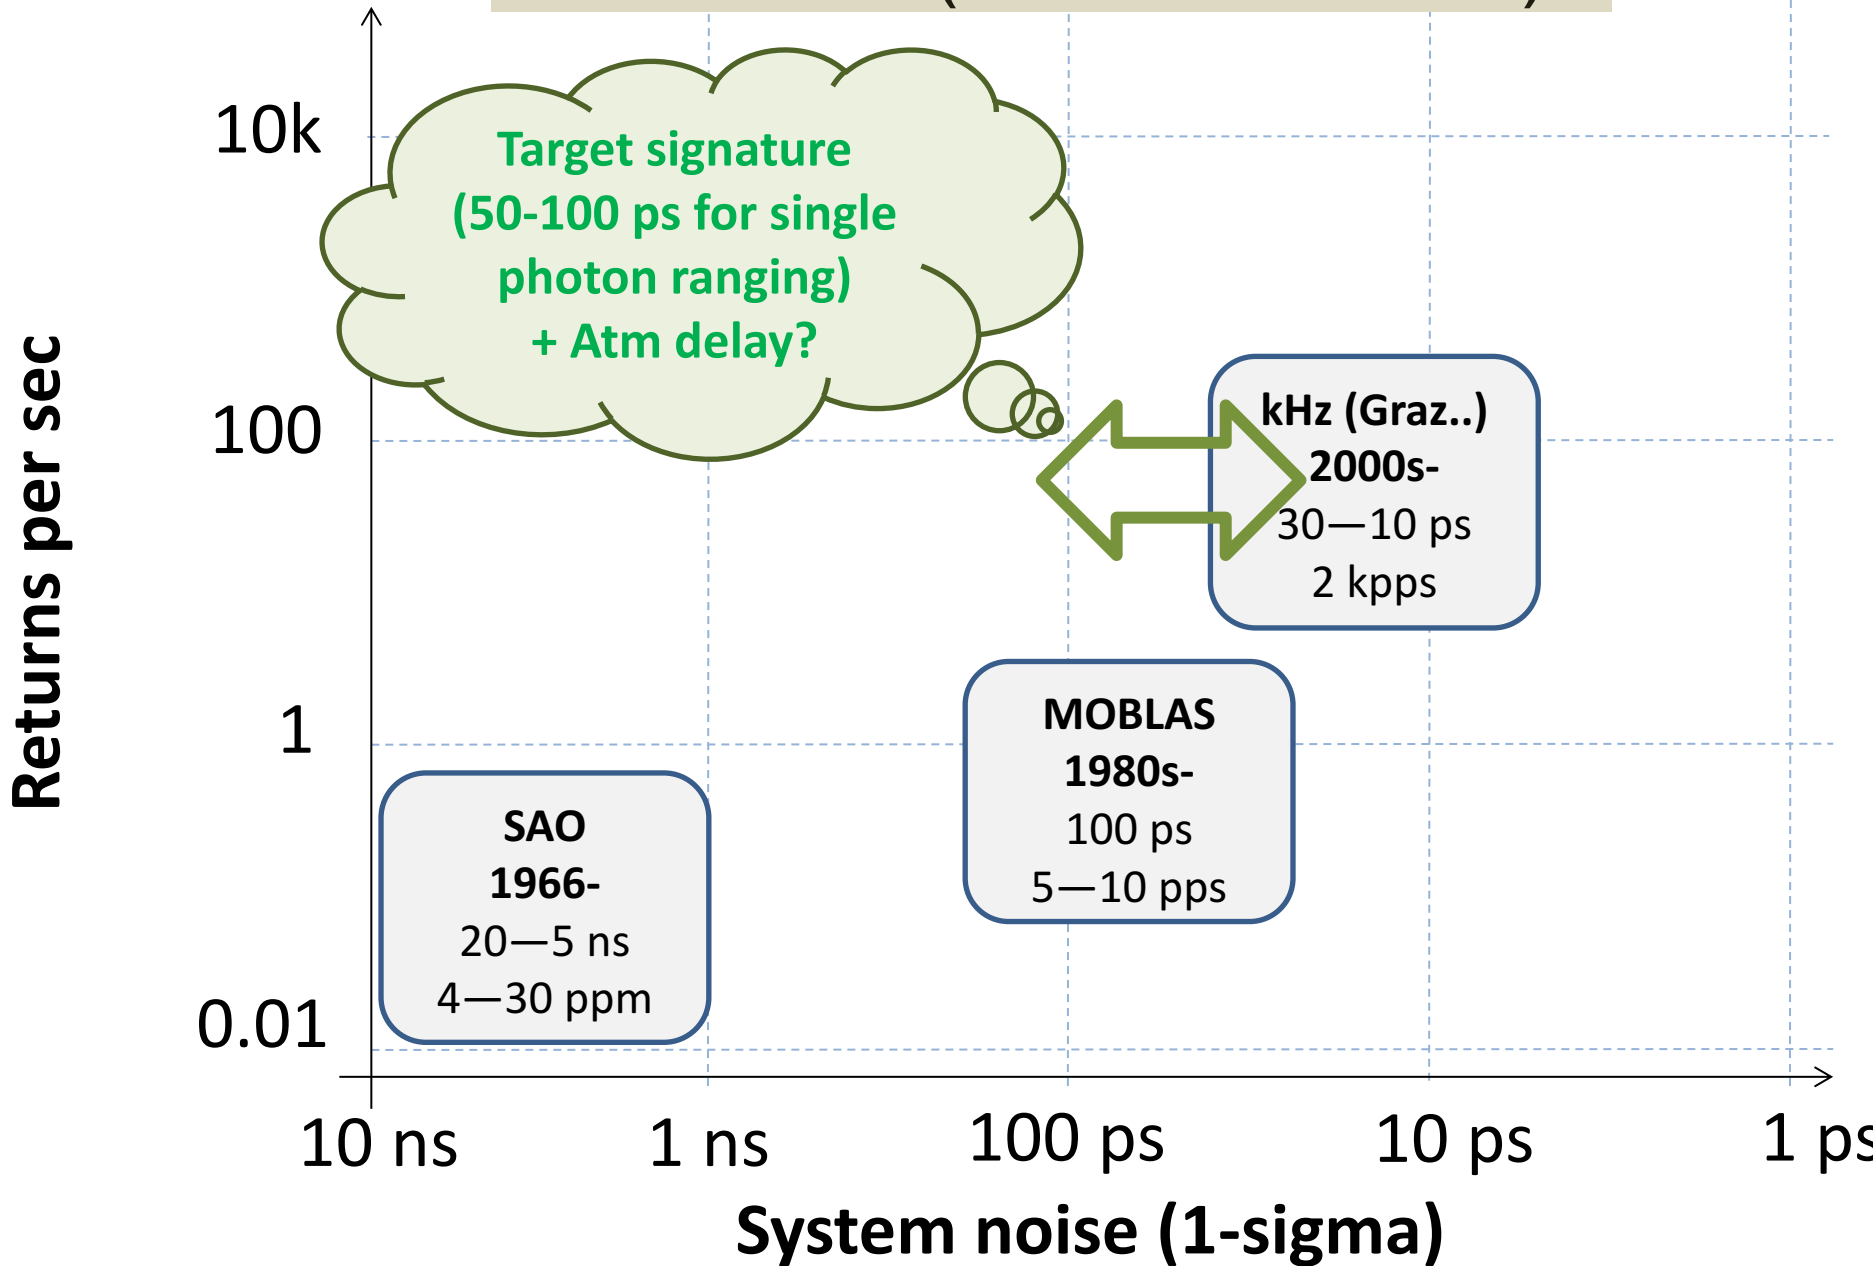 10k
100
1
0.01
Returns per sec
Target signature
(50-100 ps for single
photon ranging)
+ Atm delay?
kHz (Graz..)
2000s-
30—10 ps
2 kpps
MOBLAS
1980s-
100 ps
5—10 pps
SAO
1966-
20—5 ns
4—30 ppm
10 ns
1 ns
100 ps
10 ps
1 ps
System noise (1-sigma)